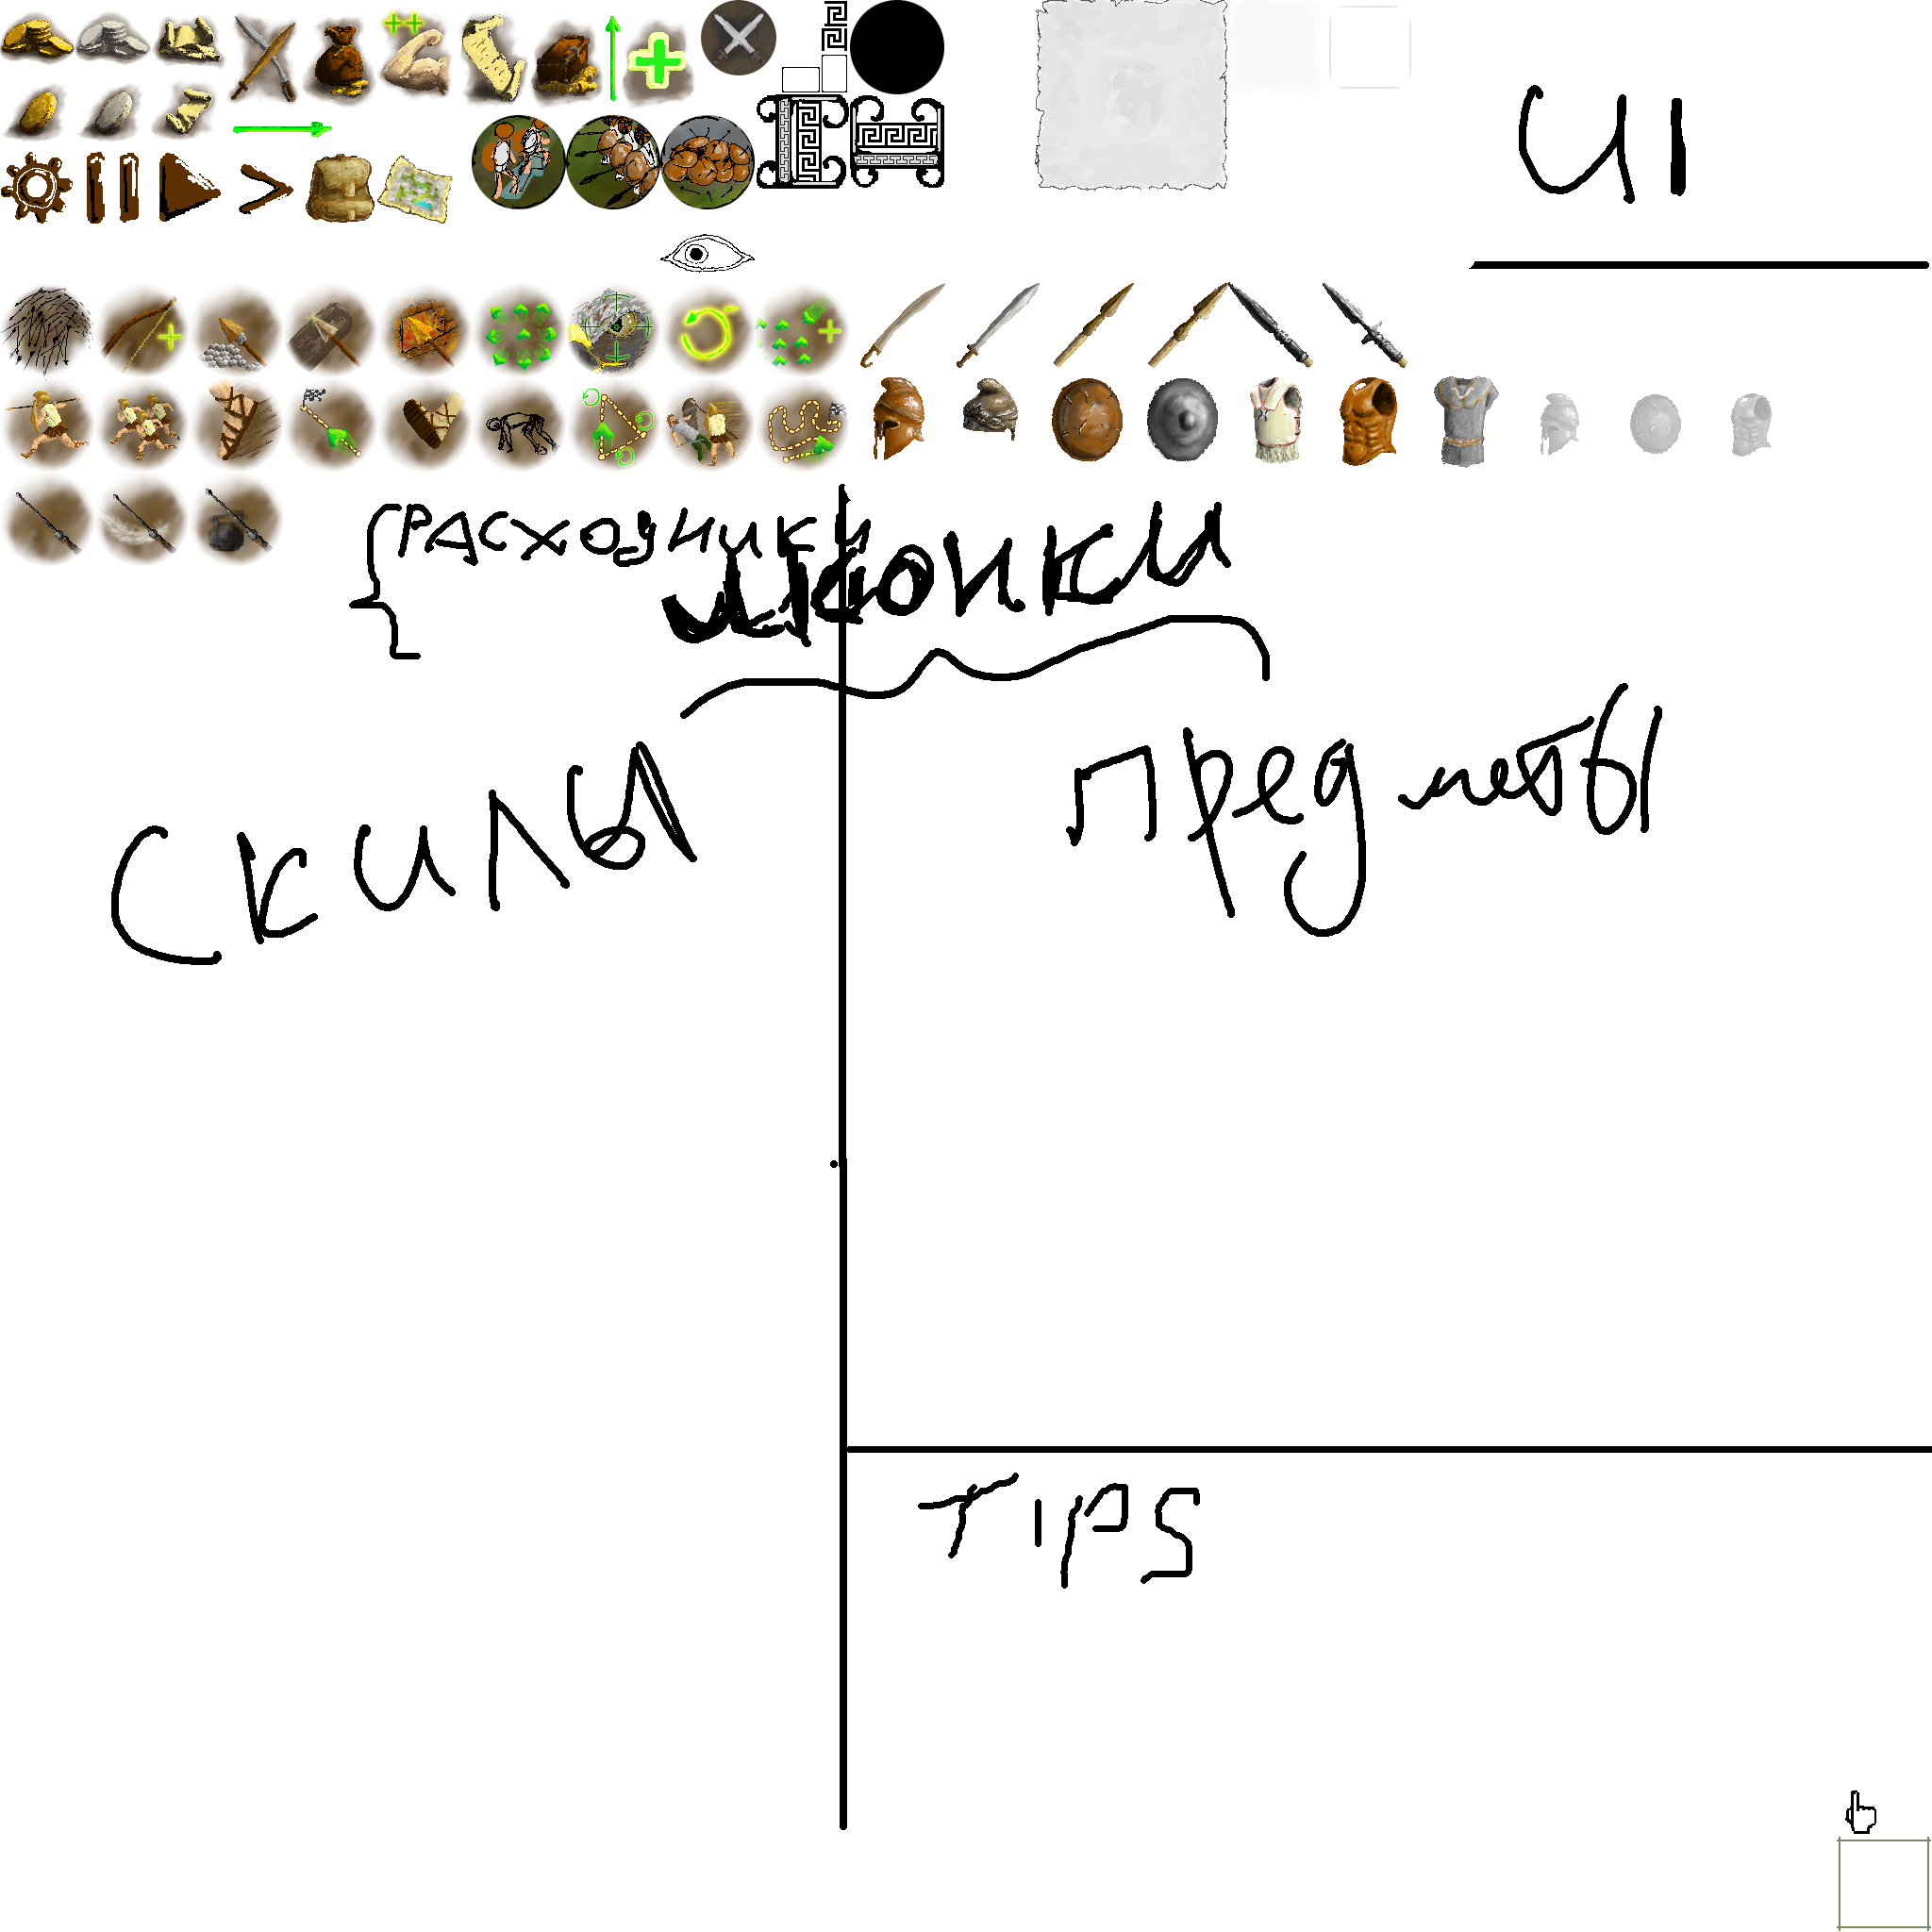 UI
Расходники
Иконки
Скилы
Предметы
TIPS